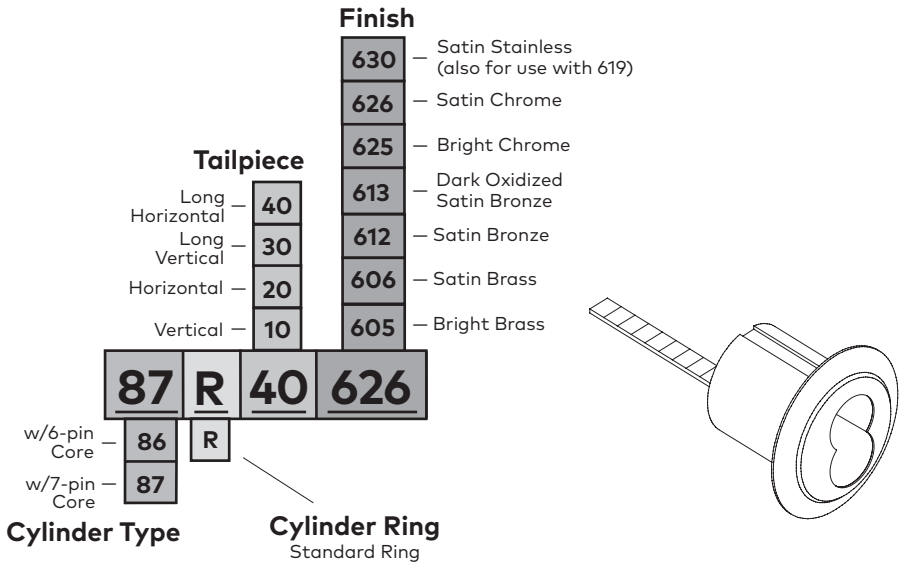 Finish
630
Satin Stainless
(also for use with 619)
626
Satin Chrome
625
Bright Chrome
613
Dark Oxidized
Satin Bronze
612
Satin Bronze
606
Satin Brass
605
Bright Brass
Tailpiece
Long
Horizontal
40
Long
Vertical
30
Horizontal
20
Vertical
10
87 R 40 626
w/6-pin
Core
86
w/7-pin
Core
87
Cylinder Type
R
Cylinder Ring
Standard Ring